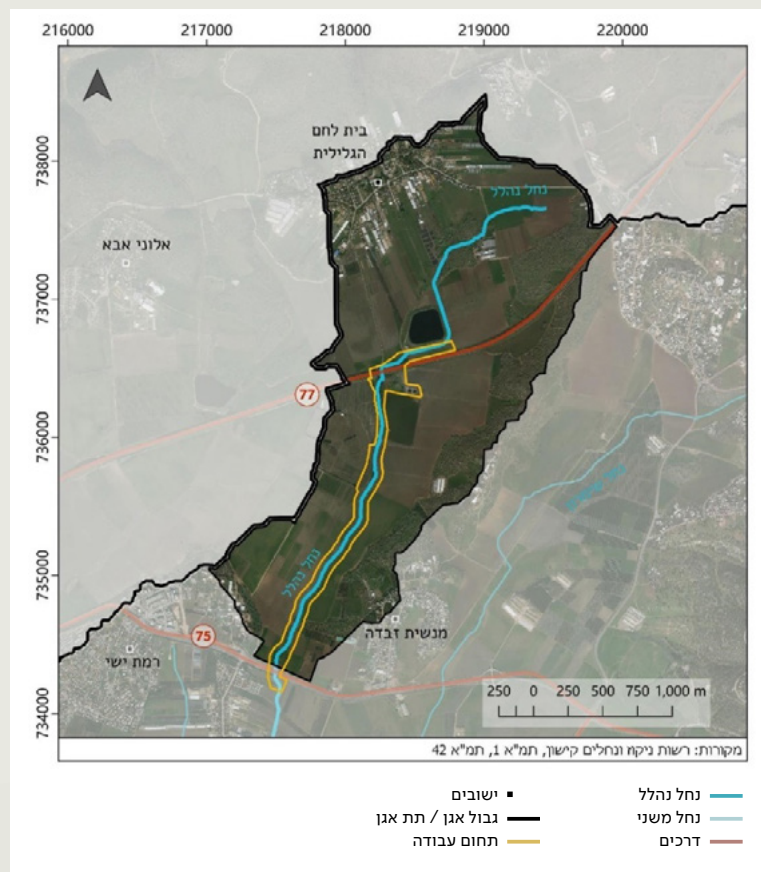 216000
217000
218000
219000
220000
738000
737000
736000
735000
734000
בית לחם
הגלילית
נחל נהלל
אלוני אבא
77
נחל נהלל
מנשית זבדה
75
רמת ישי
250 0 250 500 750 1,000 m
מקורות: רשות ניקוז ונחלים קישון, תמ"א 1, תמ"א 42
נחל נהלל
נחל משני
דרכים
ישובים
גבול אגן / תת אגן
תחום עבודה